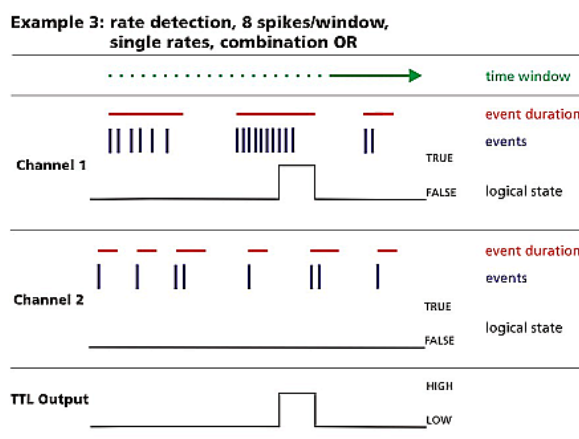 Example 3: rate detection, 8 spikes/window,
single rates, combination OR
time window
event duration
events
Channel 1
TRUE
FALSE
logical state
event duration
events
Channel 2
TRUE
FALSE
logical state
TTL Output
HIGH
LOW